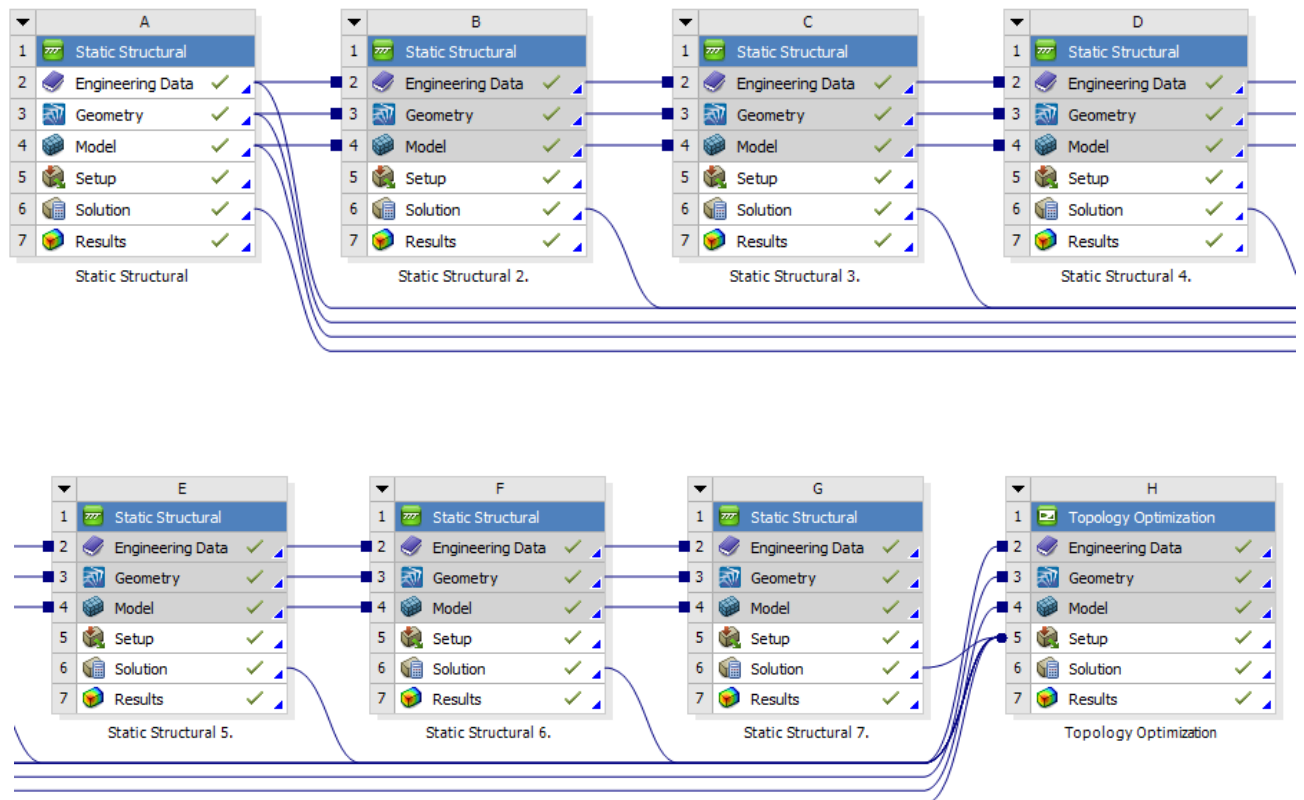 A B C D
1 Static Structural 1 Static Structural 1 Static Structural 1 Static Structural
2 Engineering Data 2 Engineering Data 2 Engineering Data 2 Engineering Data
3 Geometry 3 Geometry 3 Geometry 3 Geometry
4 Model 4 Model 4 Model 4 Model
5 Setup 5 Setup 5 Setup 5 Setup
6 Solution 6 Solution 6 Solution 6 Solution
7 Results 7 Results 7 Results 7 Results
Static Structural Static Structural 2. Static Structural 3. Static Structural 4.
E F G H
1 Static Structural 1 Static Structural 1 Static Structural 1 Topology Optimization
2 Engineering Data 2 Engineering Data 2 Engineering Data 2 Engineering Data
3 Geometry 3 Geometry 3 Geometry 3 Geometry
4 Model 4 Model 4 Model 4 Model
5 Setup 5 Setup 5 Setup 5 Setup
6 Solution 6 Solution 6 Solution 6 Solution
7 Results 7 Results 7 Results 7 Results
Static Structural 5. Static Structural 6. Static Structural 7. Topology Optimization